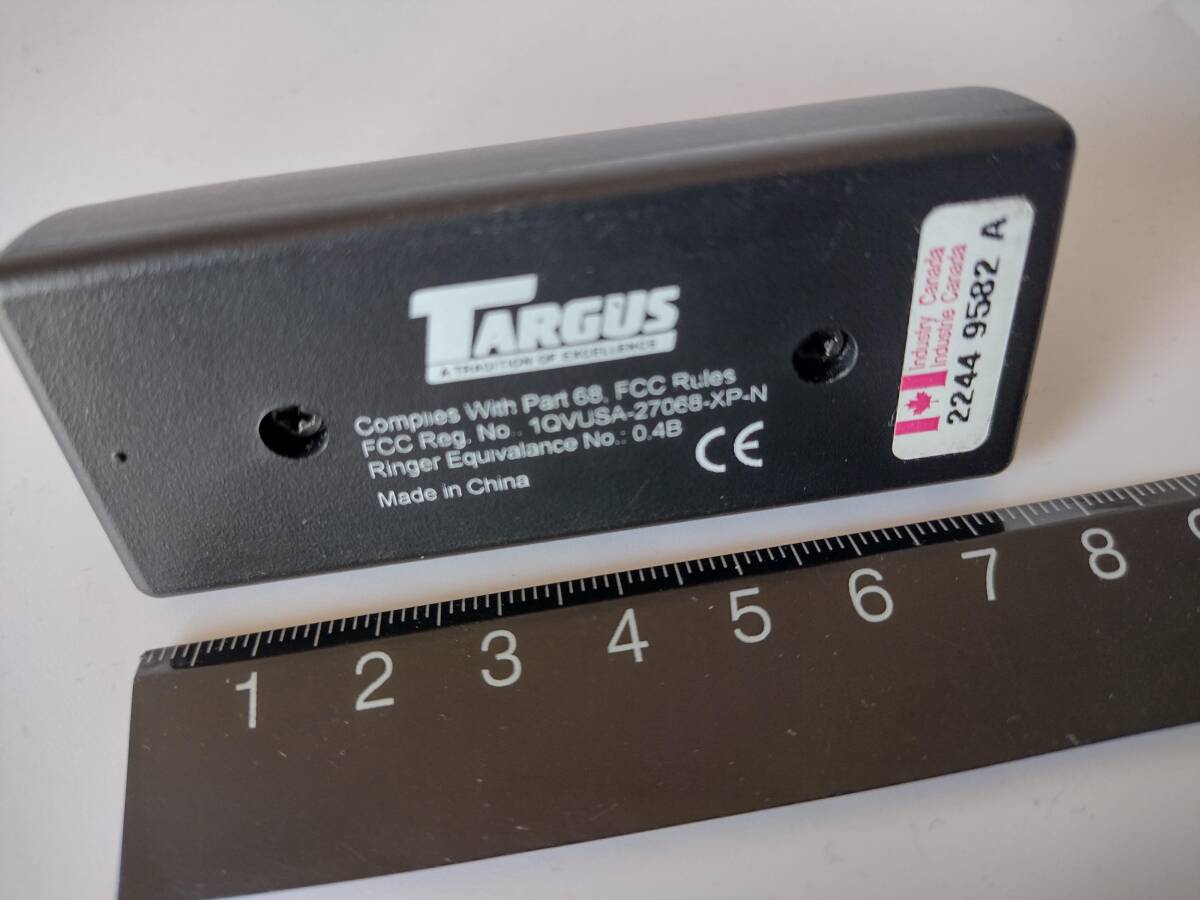 TARGUS
A TRADITION OF EXCELLENCE
Complies With Part 68, FCC Rules
FCC Reg. No.: 1QVUSA-27068-XP-N
Ringer Equivalance No.: 0.4B
Made in China
CE
Industry Canada
Industrie Canada
2244 9582 A
1 2 3 4 5 6 7 8 9